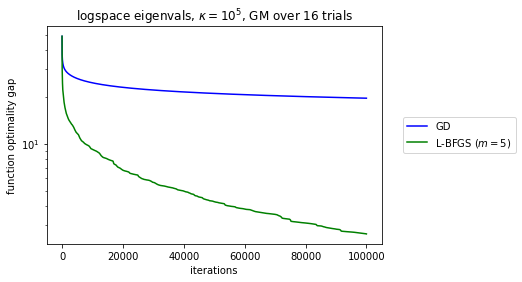 logspace eigenvals, κ = 10⁵, GM over 16 trials
function optimality gap
10¹
0 20000 40000 60000 80000 100000
iterations
GD
L-BFGS (m = 5)